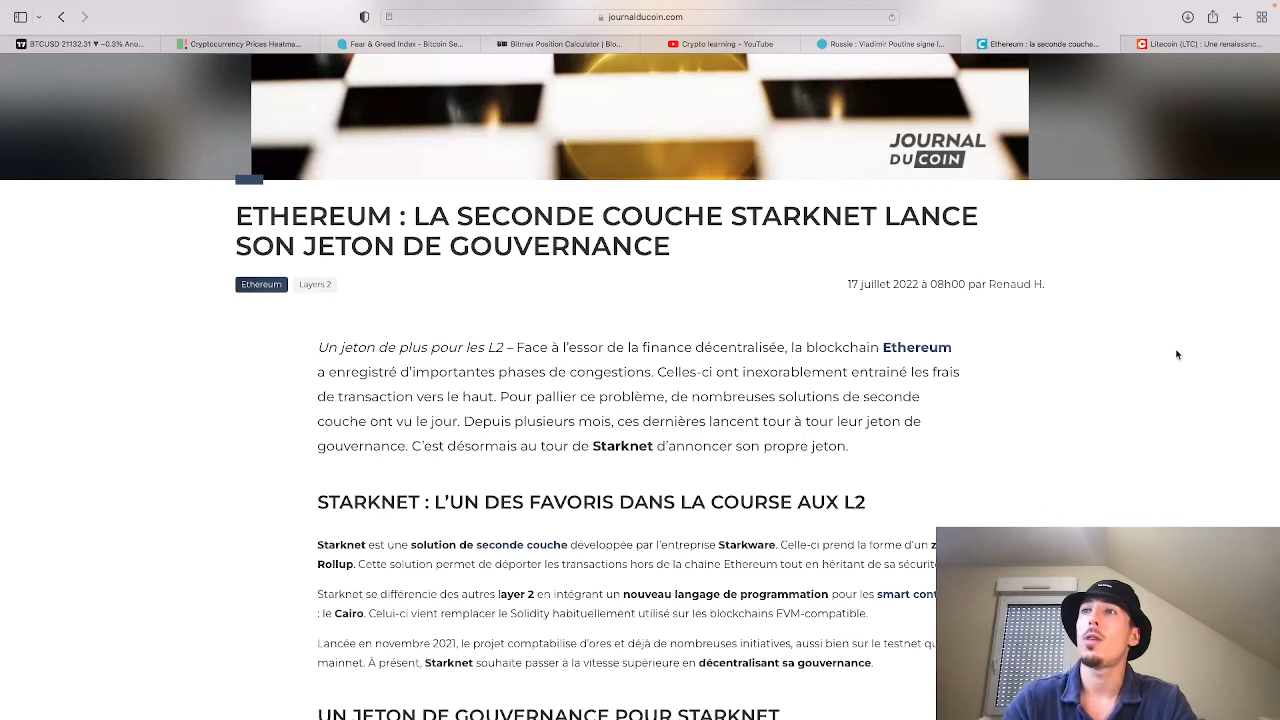 journalducoin.com
BTCUSD 21132.31 ▼ −0.3% Ano...
Cryptocurrency Prices Heatma...
Fear & Greed Index - Bitcoin Se...
Bitmex Position Calculator | Blo...
Crypto learning - YouTube
Russie : Vladimir Poutine signe l...
Ethereum : la seconde couche...
Litecoin (LTC) : Une renaissanc...
JOURNAL
DU COIN
ETHEREUM : LA SECONDE COUCHE STARKNET LANCE
SON JETON DE GOUVERNANCE
Ethereum
Layers 2
17 juillet 2022 à 08h00 par Renaud H.
Un jeton de plus pour les L2 – Face à l'essor de la finance décentralisée, la blockchain Ethereum
a enregistré d'importantes phases de congestions. Celles-ci ont inexorablement entrainé les frais
de transaction vers le haut. Pour pallier ce problème, de nombreuses solutions de seconde
couche ont vu le jour. Depuis plusieurs mois, ces dernières lancent tour à tour leur jeton de
gouvernance. C'est désormais au tour de Starknet d'annoncer son propre jeton.
STARKNET : L'UN DES FAVORIS DANS LA COURSE AUX L2
Starknet est une solution de seconde couche développée par l'entreprise Starkware. Celle-ci prend la forme d'un
Rollup. Cette solution permet de déporter les transactions hors de la chaine Ethereum tout en héritant de sa sécurité
Starknet se différencie des autres layer 2 en intégrant un nouveau langage de programmation pour les smart cont
: le Cairo. Celui-ci vient remplacer le Solidity habituellement utilisé sur les blockchains EVM-compatible.
Lancée en novembre 2021, le projet comptabilise d'ores et déjà de nombreuses initiatives, aussi bien sur le testnet qu
mainnet. À présent, Starknet souhaite passer à la vitesse supérieure en décentralisant sa gouvernance.
UN JETON DE GOUVERNANCE POUR STARKNET